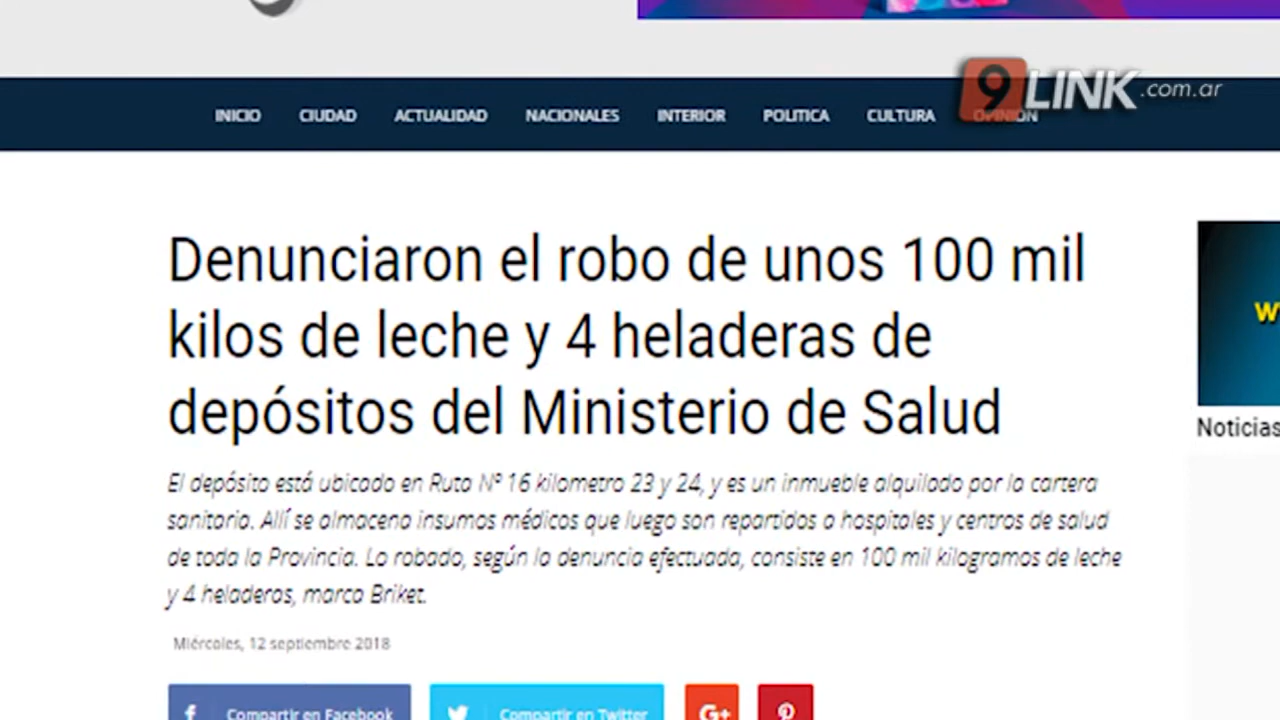 9 LINK .com.ar
INICIO CIUDAD ACTUALIDAD NACIONALES INTERIOR POLITICA CULTURA OPINION
Denunciaron el robo de unos 100 mil
kilos de leche y 4 heladeras de
depósitos del Ministerio de Salud
El depósito está ubicado en Ruta Nº 16 kilometro 23 y 24, y es un inmueble alquilado por la cartera
sanitaria. Allí se almacena insumos médicos que luego son repartidos a hospitales y centros de salud
de toda la Provincia. Lo robado, según la denuncia efectuada, consiste en 100 mil kilogramos de leche
y 4 heladeras, marca Briket.
Miércoles, 12 septiembre 2018
Compartir en Facebook Compartir en Twitter G+
W
Noticias